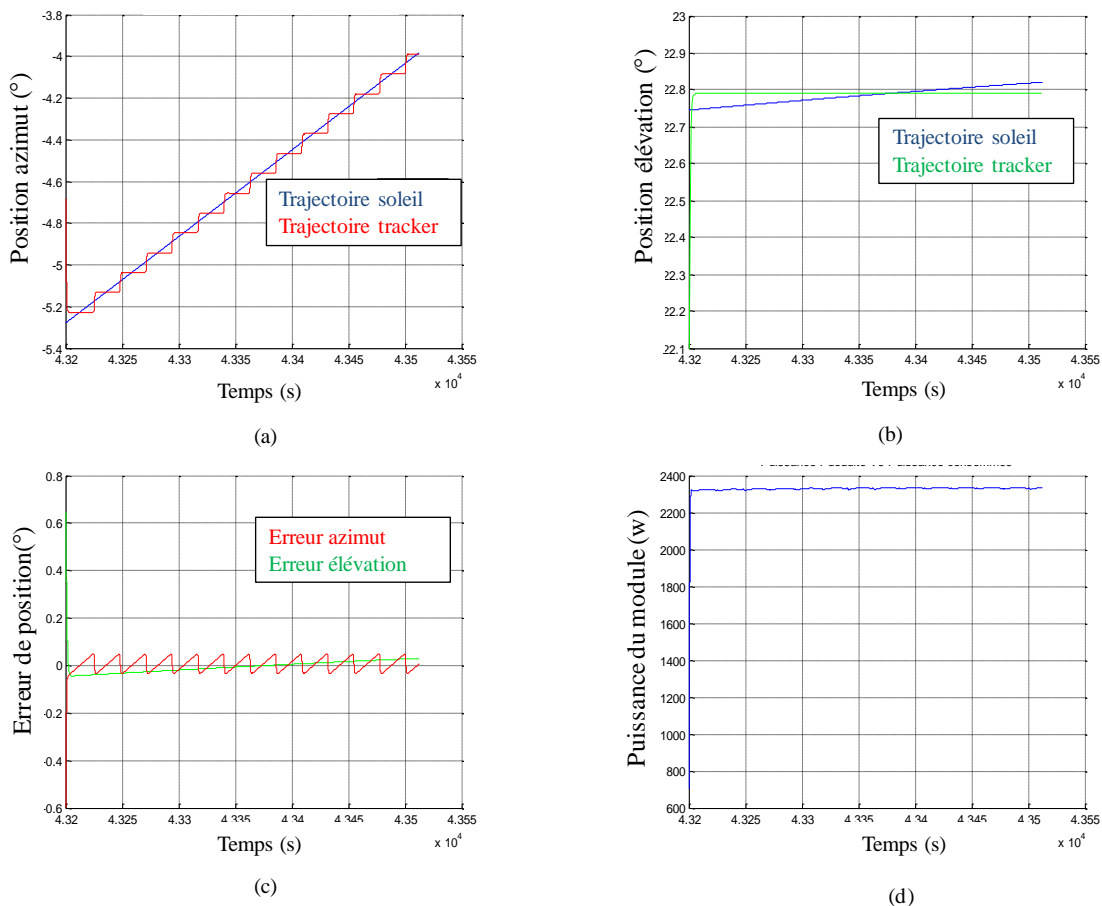 Position azimut (°)
-3.8
-4
-4.2
-4.4
-4.6
-4.8
-5
-5.2
-5.4
Trajectoire soleil
Trajectoire tracker
4.32 4.325 4.33 4.335 4.34 4.345 4.35 4.355
x 10^4
Temps (s)
(a)
Position élévation (°)
23
22.9
22.8
22.7
22.6
22.5
22.4
22.3
22.2
22.1
Trajectoire soleil
Trajectoire tracker
4.32 4.325 4.33 4.335 4.34 4.345 4.35 4.355
x 10^4
Temps (s)
(b)
Erreur de position(°)
0.8
0.6
0.4
0.2
0
-0.2
-0.4
-0.6
Erreur azimut
Erreur élévation
4.32 4.325 4.33 4.335 4.34 4.345 4.35 4.355
x 10^4
Temps (s)
(c)
Puissance du module (w)
2400
2200
2000
1800
1600
1400
1200
1000
800
600
4.32 4.325 4.33 4.335 4.34 4.345 4.35 4.355
x 10^4
Temps (s)
(d)